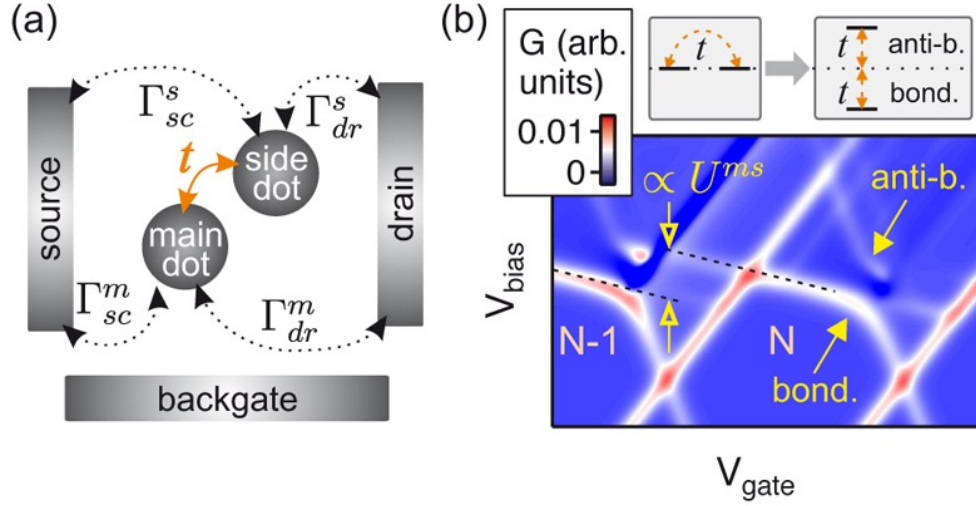 (a)
Γ^s_sc
Γ^s_dr
t
side
dot
main
dot
source
drain
Γ^m_sc
Γ^m_dr
backgate
(b)
G (arb.
units)
0.01
0
t
t
anti-b.
t
bond.
∝ U^ms
anti-b.
V_bias
N-1
N
bond.
V_gate